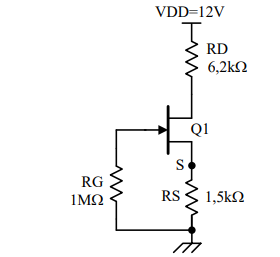 VDD=12V
RD
6,2kΩ
Q1
S
RG
1MΩ
RS
1,5kΩ